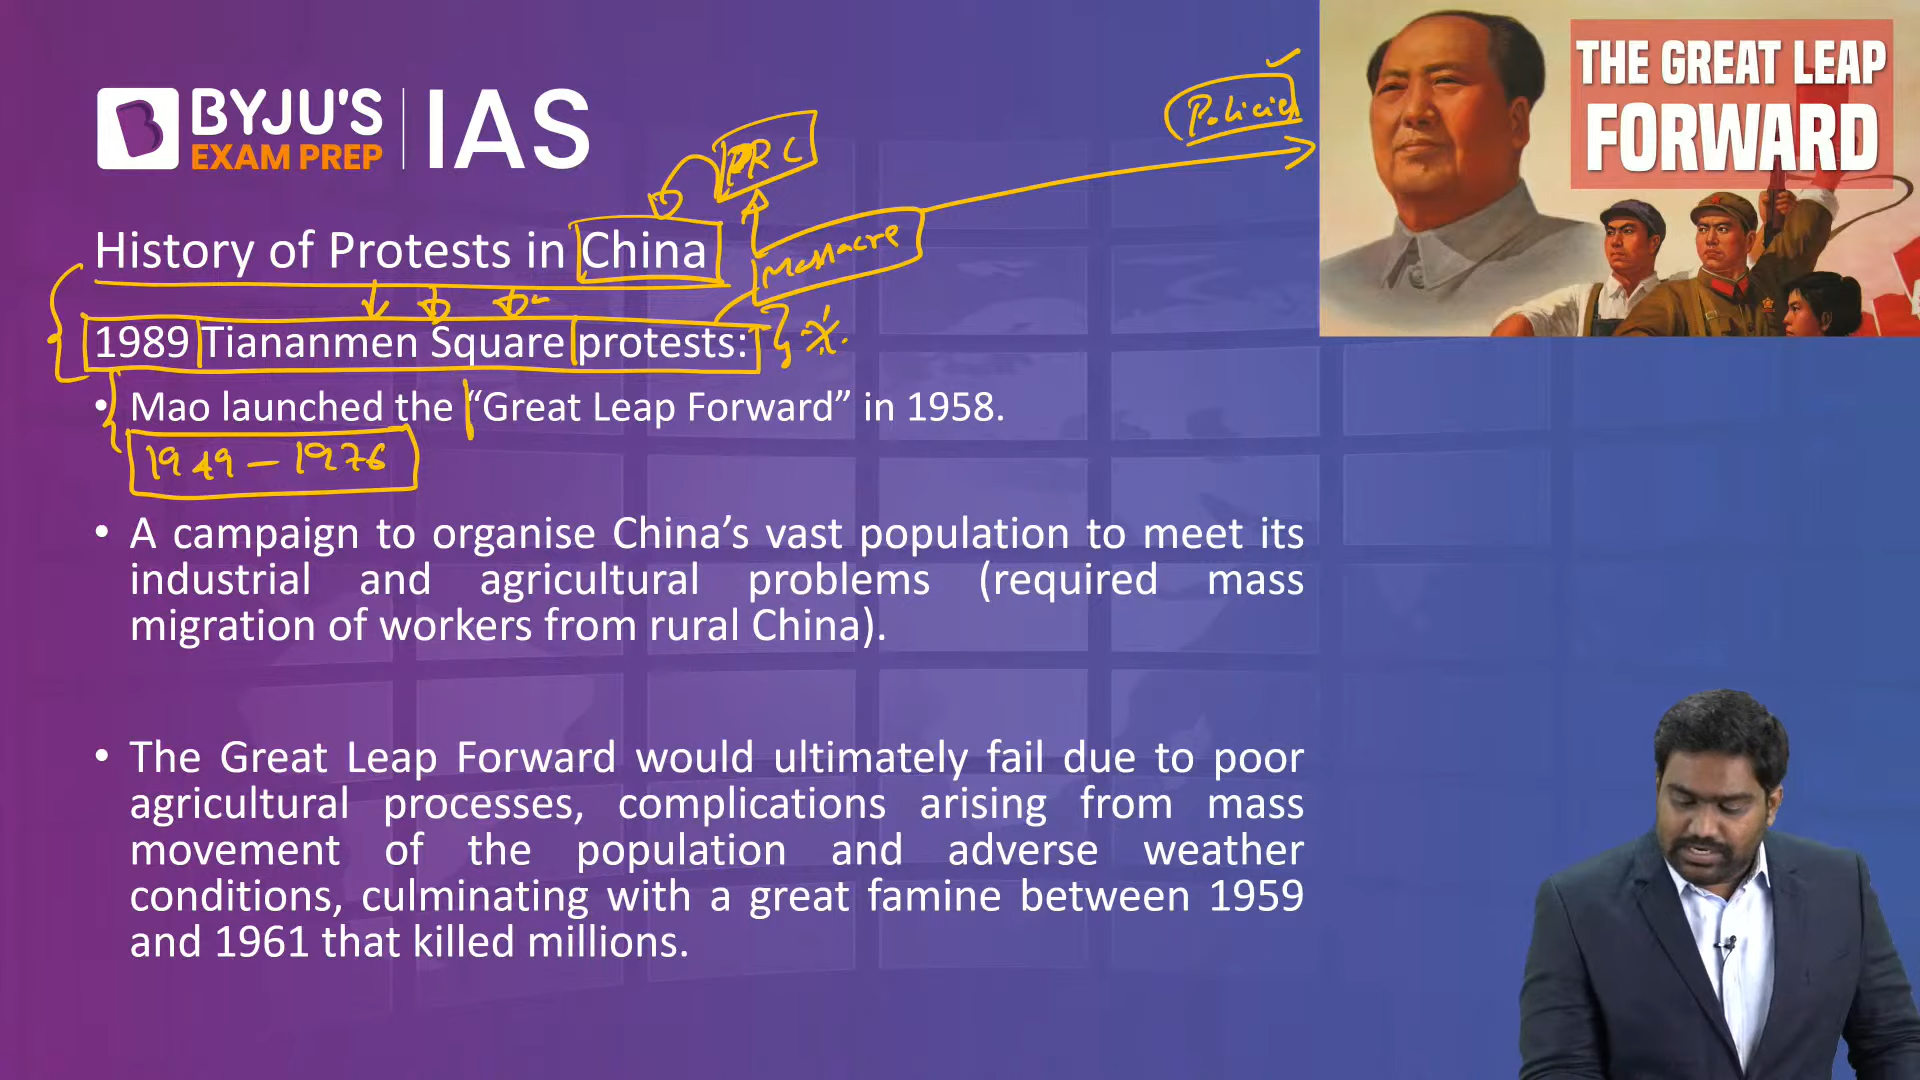 BYJU'S
EXAM PREP
IAS
THE GREAT LEAP
FORWARD
Policies
PRC
Massacre
History of Protests in China
1989 Tiananmen Square protests:
• Mao launched the “Great Leap Forward” in 1958.
1949 – 1976
• A campaign to organise China’s vast population to meet its
industrial and agricultural problems (required mass
migration of workers from rural China).
• The Great Leap Forward would ultimately fail due to poor
agricultural processes, complications arising from mass
movement of the population and adverse weather
conditions, culminating with a great famine between 1959
and 1961 that killed millions.